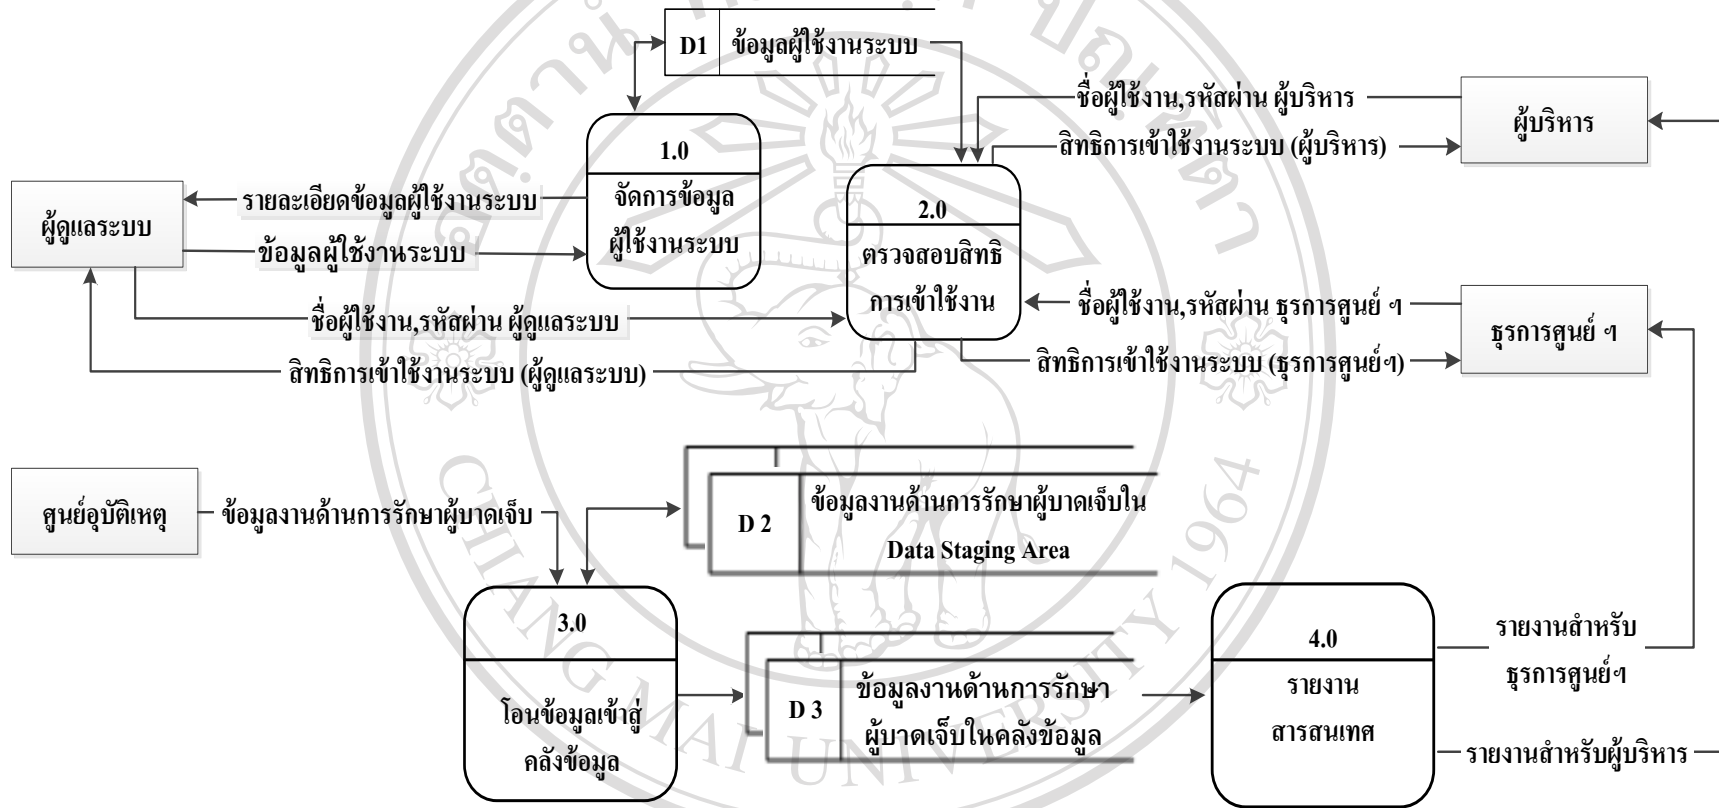 D1 ข้อมูลผู้ใช้งานระบบ
ชื่อผู้ใช้งาน,รหัสผ่าน ผู้บริหาร
ผู้บริหาร
สิทธิการเข้าใช้งานระบบ (ผู้บริหาร)
1.0
จัดการข้อมูล
ผู้ใช้งานระบบ
2.0
ตรวจสอบสิทธิ
การเข้าใช้งาน
ผู้ดูแลระบบ
รายละเอียดข้อมูลผู้ใช้งานระบบ
ข้อมูลผู้ใช้งานระบบ
ชื่อผู้ใช้งาน,รหัสผ่าน ผู้ดูแลระบบ
สิทธิการเข้าใช้งานระบบ (ผู้ดูแลระบบ)
ชื่อผู้ใช้งาน,รหัสผ่าน ธุรการศูนย์ ฯ
ธุรการศูนย์ ฯ
สิทธิการเข้าใช้งานระบบ (ธุรการศูนย์ฯ)
ศูนย์อุบัติเหตุ
ข้อมูลงานด้านการรักษาผู้บาดเจ็บ
D 2
ข้อมูลงานด้านการรักษาผู้บาดเจ็บใน
Data Staging Area
3.0
โอนข้อมูลเข้าสู่
คลังข้อมูล
D 3
ข้อมูลงานด้านการรักษา
ผู้บาดเจ็บในคลังข้อมูล
4.0
รายงาน
สารสนเทศ
รายงานสำหรับ
ธุรการศูนย์ฯ
รายงานสำหรับผู้บริหาร
CHIANG MAI UNIVERSITY 1964